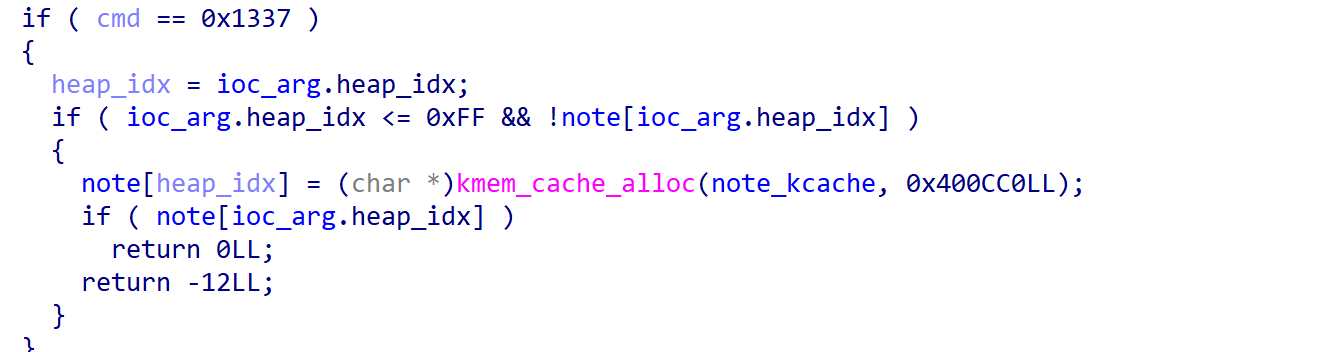 if ( cmd == 0x1337 )
{
heap_idx = ioc_arg.heap_idx;
if ( ioc_arg.heap_idx <= 0xFF && !note[ioc_arg.heap_idx] )
{
note[heap_idx] = (char *)kmem_cache_alloc(note_kcache, 0x400CC0LL);
if ( note[ioc_arg.heap_idx] )
return 0LL;
return -12LL;
}
}